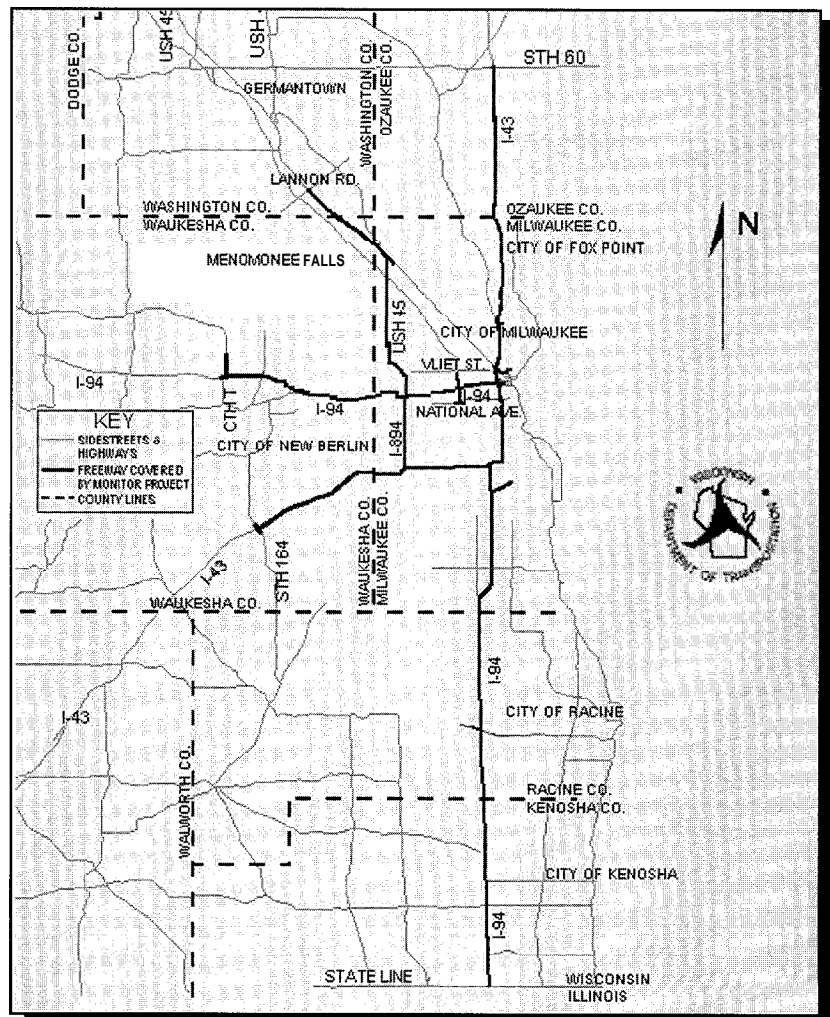 USH 45
USH
DODGE CO.
STH 60
GERMANTOWN
WASHINGTON CO.
OZAUKEE CO.
I-43
LANNON RD.
WASHINGTON CO.
WAUKESHA CO.
OZAUKEE CO.
MILWAUKEE CO.
CITY OF FOX POINT
N
MENOMONEE FALLS
USH 45
CITY OF MILWAUKEE
VLIET ST.
I-94
CTH T
I-94
I-94
NATIONAL AVE.
KEY
SIDESTREETS &
HIGHWAYS
FREEWAY COVERED
BY MONITOR PROJECT
COUNTY LINES
CITY OF NEW BERLIN
I-894
WISCONSIN
DEPARTMENT OF TRANSPORTATION
I-43
STH 164
WAUKESHA CO.
MILWAUKEE CO.
WAUKESHA CO.
I-94
I-43
CITY OF RACINE
WALWORTH CO.
RACINE CO.
KENOSHA CO.
CITY OF KENOSHA
I-94
STATE LINE
WISCONSIN
ILLINOIS